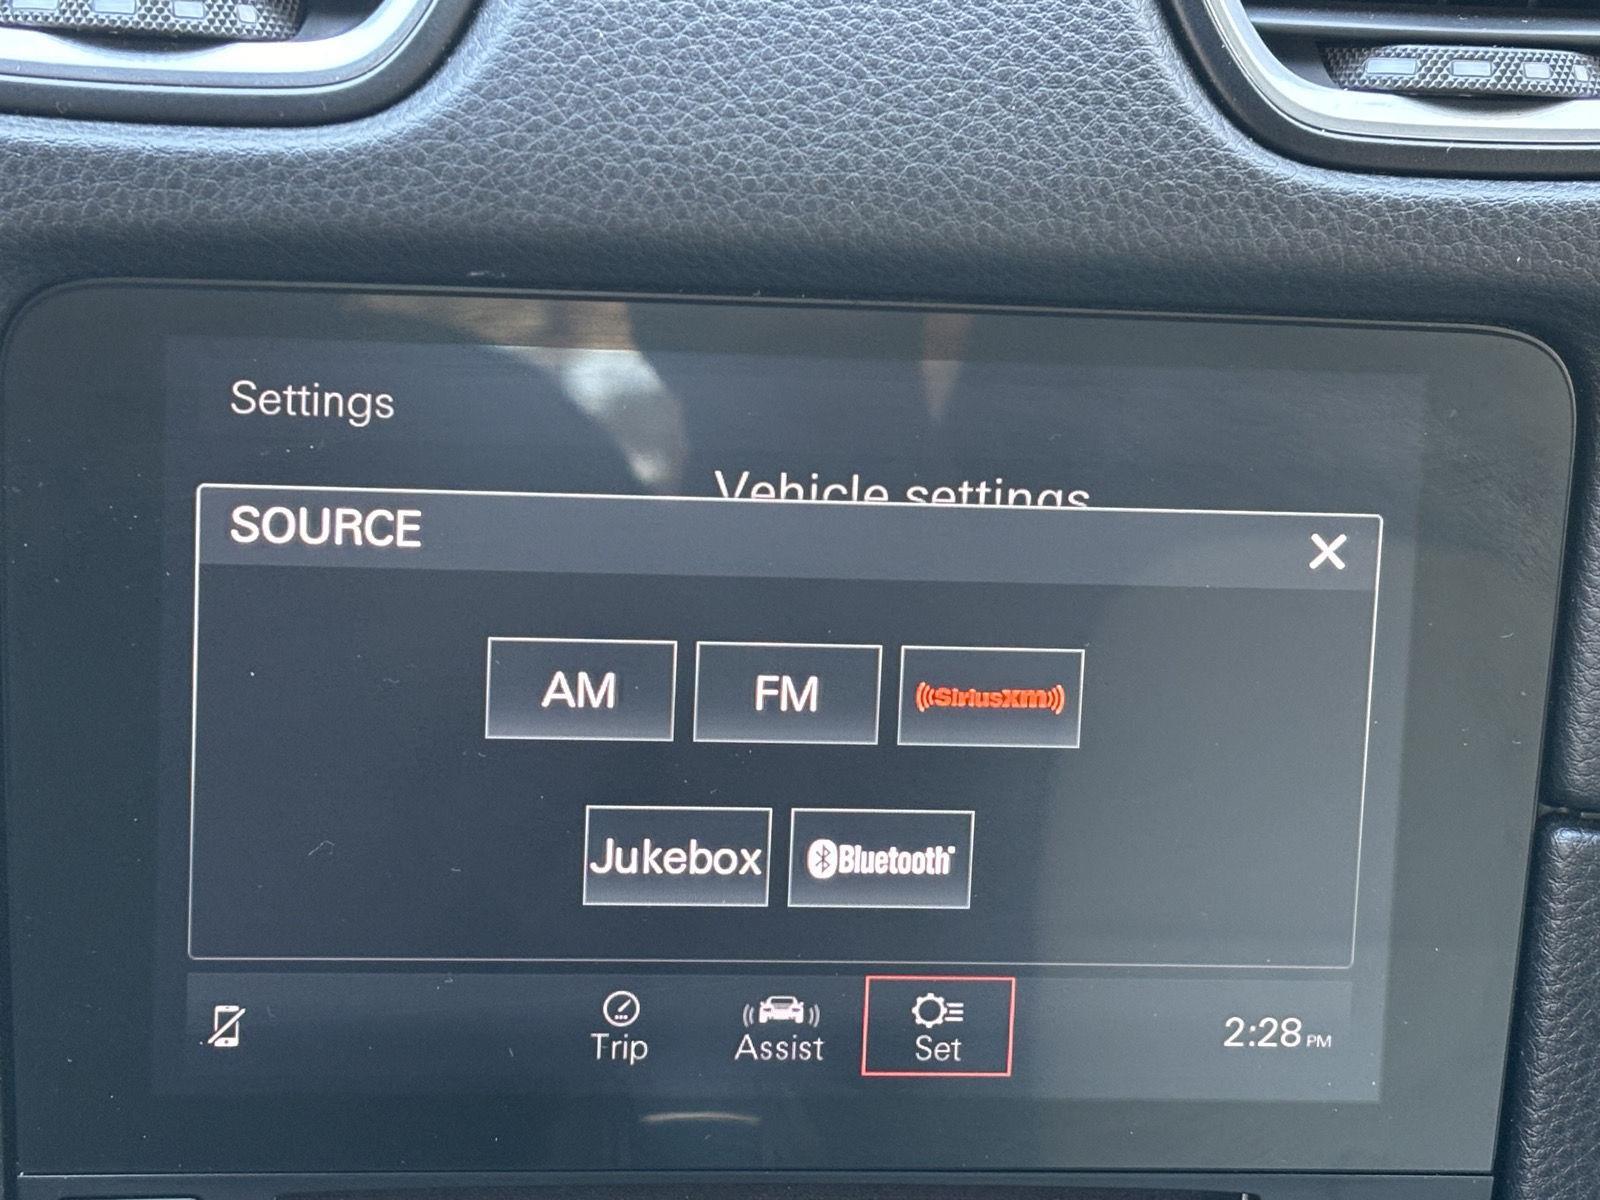 Settings
Vehicle settings
SOURCE
AM
FM
SiriusXM
Jukebox
Bluetooth
Trip
Assist
Set
2:28 PM